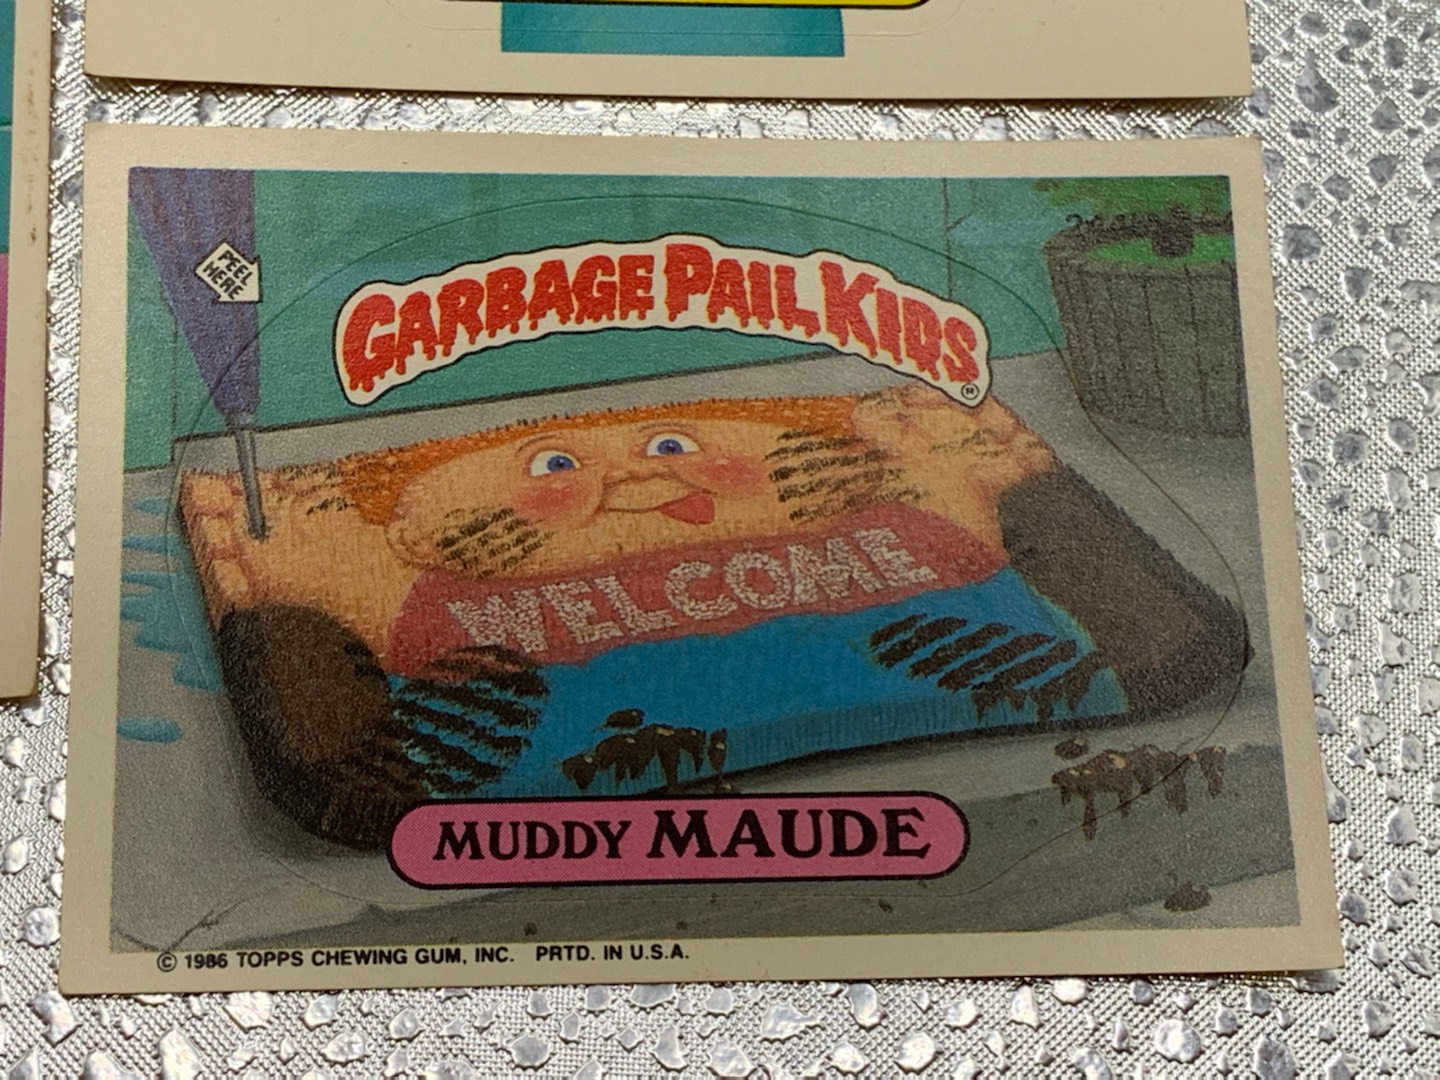 PEEL
HERE
GARBAGE PAIL KIDS
®
WELCOME
MUDDY MAUDE
© 1986 TOPPS CHEWING GUM, INC. PRTD. IN U.S.A.